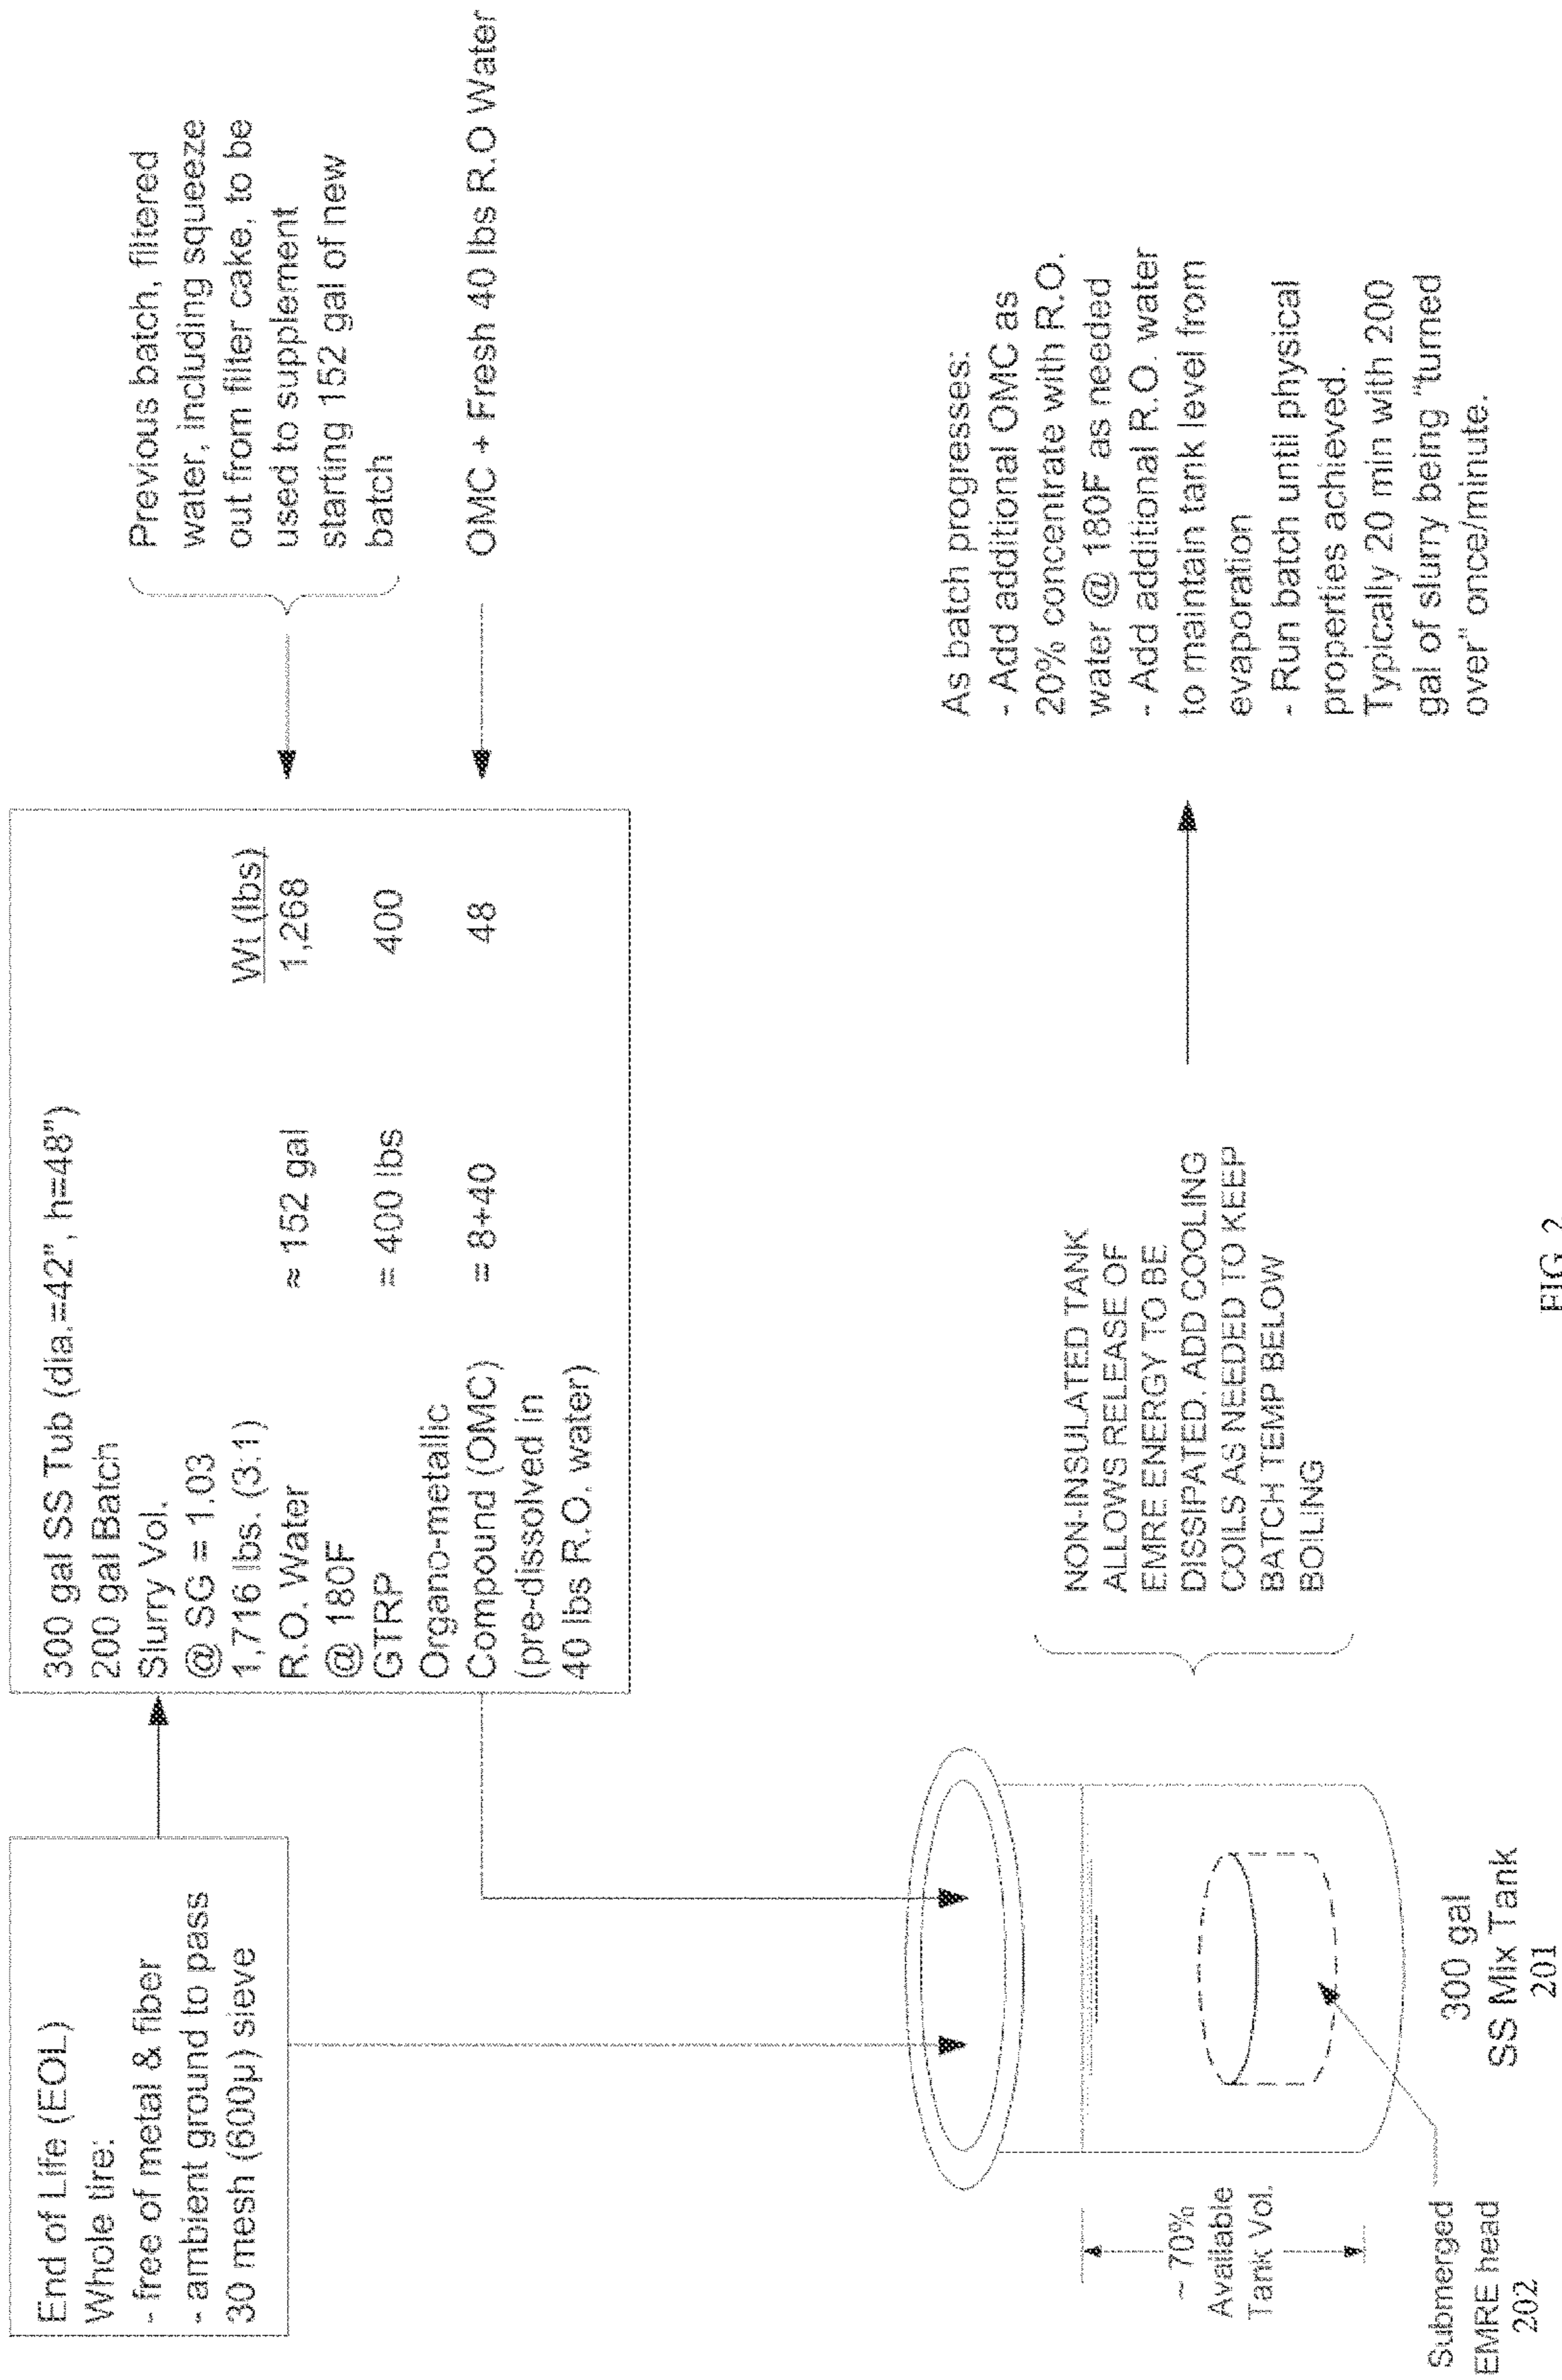 End of Life (EOL)
Whole tire:
- free of metal & fiber
- ambient ground to pass
30 mesh (600µ) sieve
300 gal SS Tub (dia.=42", h=48")
200 gal Batch
Slurry Vol.
@ SG = 1.03
1,716 lbs. (3:1)
Wt (lbs)
R.O. Water ≈ 152 gal 1,268
@ 180F
GTRP = 400 lbs 400
Organo-metallic
Compound (OMC) = 8+40 48
(pre-dissolved in
40 lbs R.O. water)
Previous batch, filtered
water, including squeeze
out from filter cake, to be
used to supplement
starting 152 gal of new
batch
OMC + Fresh 40 lbs R.O Water
~ 70%
Available
Tank Vol.
Submerged
EMRE head
202
300 gal
SS Mix Tank
201
NON-INSULATED TANK
ALLOWS RELEASE OF
EMRE ENERGY TO BE
DISSIPATED. ADD COOLING
COILS AS NEEDED TO KEEP
BATCH TEMP BELOW
BOILING
As batch progresses:
- Add additional OMC as
20% concentrate with R.O.
water @ 180F as needed
- Add additional R.O. water
to maintain tank level from
evaporation
- Run batch until physical
properties achieved.
Typically 20 min with 200
gal of slurry being "turned
over" once/minute.
FIG. 2